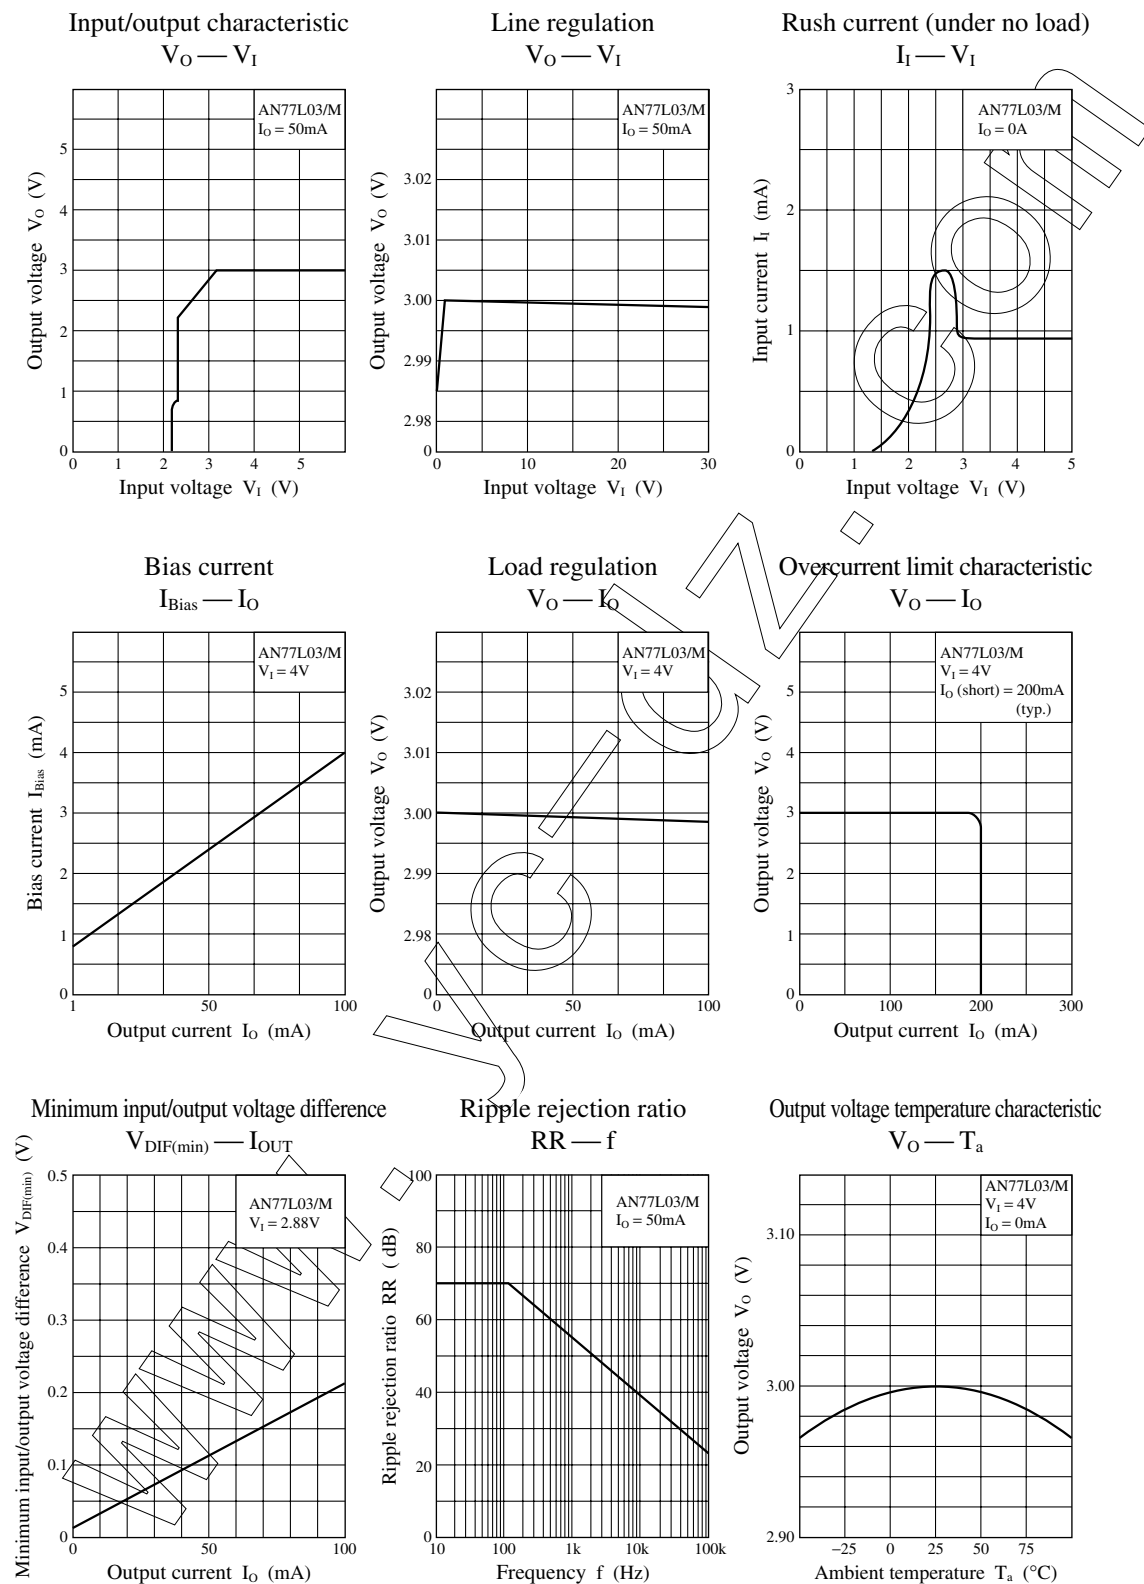 Input/output characteristic
VO — VI
AN77L03/M
IO = 50mA
Output voltage VO (V)
5
4
3
2
1
0
0 1 2 3 4 5
Input voltage VI (V)
Line regulation
VO — VI
AN77L03/M
IO = 50mA
Output voltage VO (V)
3.02
3.01
3.00
2.99
2.98
0
0 10 20 30
Input voltage VI (V)
Rush current (under no load)
II — VI
AN77L03/M
IO = 0A
Input current II (mA)
3
2
1
0
0 1 2 3 4 5
Input voltage VI (V)
Bias current
IBias — IO
AN77L03/M
VI = 4V
Bias current IBias (mA)
5
4
3
2
1
0
1 50 100
Output current IO (mA)
Load regulation
VO — IO
AN77L03/M
VI = 4V
Output voltage VO (V)
3.02
3.01
3.00
2.99
2.98
0
0 50 100
Output current IO (mA)
Overcurrent limit characteristic
VO — IO
AN77L03/M
VI = 4V
IO (short) = 200mA
(typ.)
Output voltage VO (V)
5
4
3
2
1
0
0 100 200 300
Output current IO (mA)
Minimum input/output voltage difference
VDIF(min) — IOUT
AN77L03/M
VI = 2.88V
Minimum input/output voltage difference VDIF(min) (V)
0.5
0.4
0.3
0.2
0.1
0
0 50 100
Output current IO (mA)
Ripple rejection ratio
RR — f
AN77L03/M
IO = 50mA
Ripple rejection ratio RR ( dB)
100
80
60
40
20
0
10 100 1k 10k 100k
Frequency f (Hz)
Output voltage temperature characteristic
VO — Ta
AN77L03/M
VI = 4V
IO = 0mA
Output voltage VO (V)
3.10
3.00
2.90
−25 0 25 50 75
Ambient temperature Ta (°C)
www.yc-idz.com